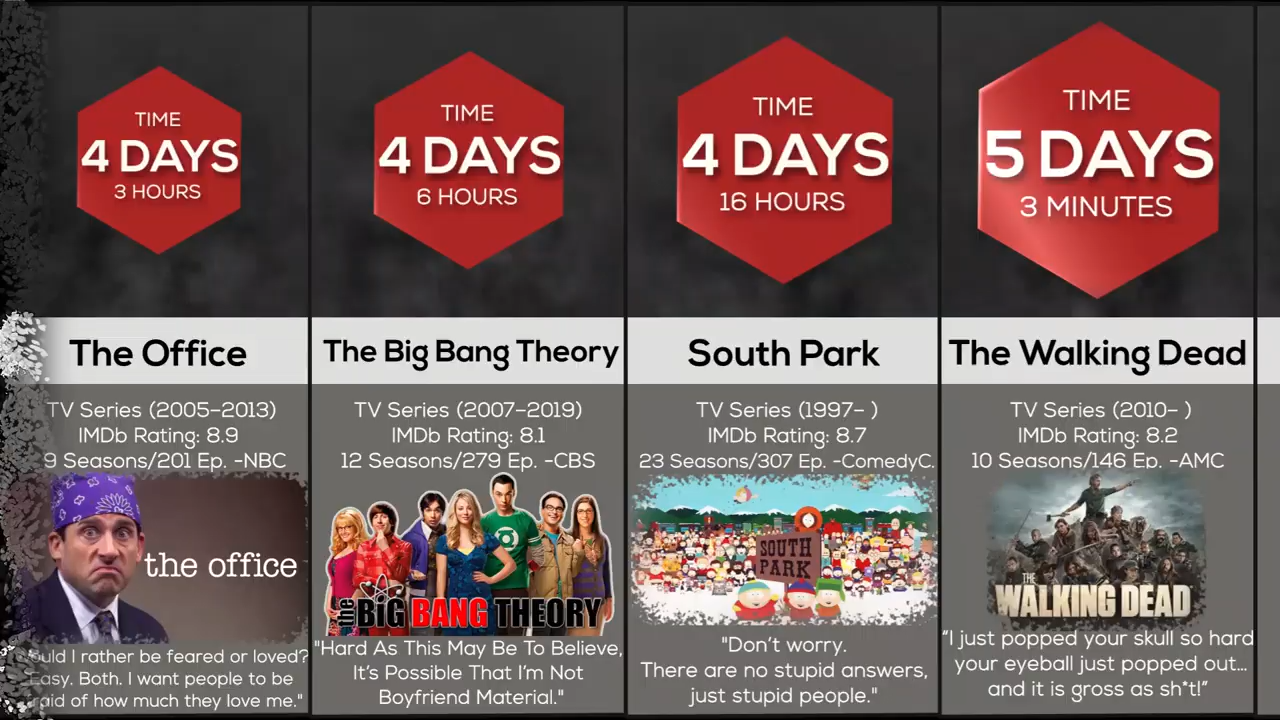 TIME
4 DAYS
3 HOURS
The Office
TV Series (2005–2013)
IMDb Rating: 8.9
9 Seasons/201 Ep. -NBC
the office
I rather be feared or loved?
Easy. Both. I want people to be
of how much they love me."
TIME
4 DAYS
6 HOURS
The Big Bang Theory
TV Series (2007–2019)
IMDb Rating: 8.1
12 Seasons/279 Ep. -CBS
the BIG BANG THEORY
"Hard As This May Be To Believe,
It's Possible That I'm Not
Boyfriend Material."
TIME
4 DAYS
16 HOURS
South Park
TV Series (1997– )
IMDb Rating: 8.7
23 Seasons/307 Ep. -ComedyC.
SOUTH
PARK
"Don't worry.
There are no stupid answers,
just stupid people."
TIME
5 DAYS
3 MINUTES
The Walking Dead
TV Series (2010– )
IMDb Rating: 8.2
10 Seasons/146 Ep. -AMC
THE
WALKING DEAD
“I just popped your skull so hard
your eyeball just popped out...
and it is gross as sh*t!”